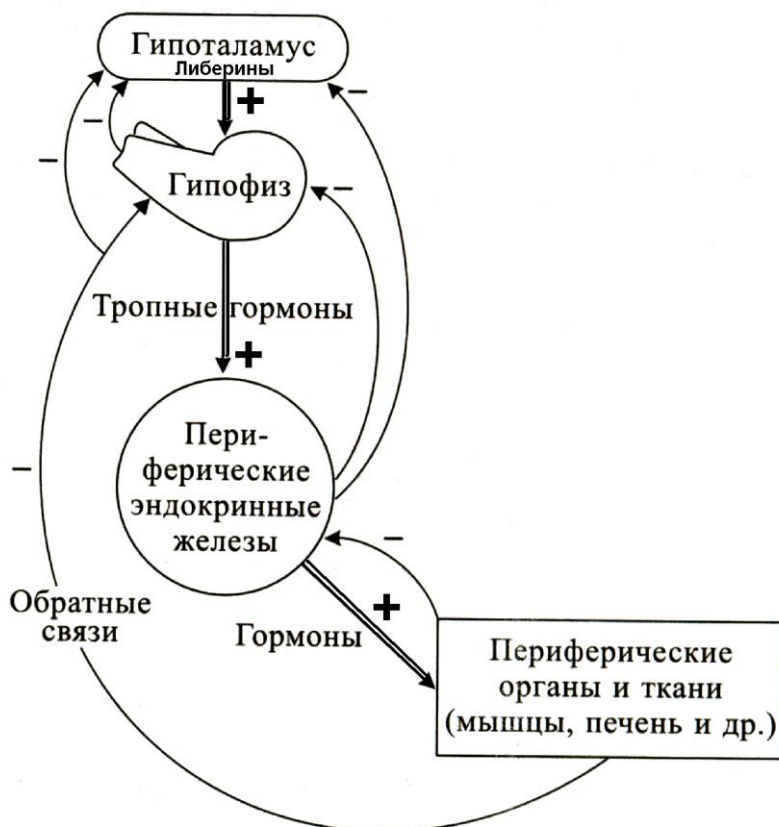 Гипоталамус
Либерины
+
–
–
–
Гипофиз
–
Тропные гормоны
+
Пери-
ферические
эндокринные
железы
–
–
+
Обратные
связи
Гормоны
Периферические
органы и ткани
(мышцы, печень и др.)